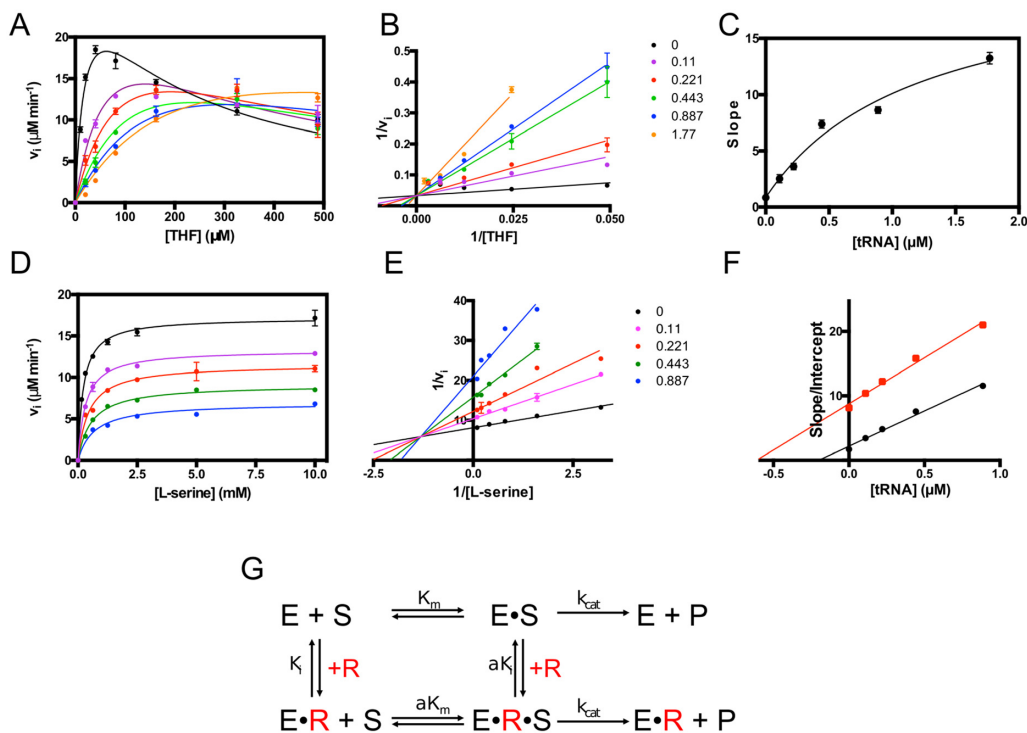 A
vᵢ (μM min⁻¹)
20
15
10
5
0
0
100
200
300
400
500
[THF] (μM)
B
1/vᵢ
0.5
0.4
0.3
0.2
0.1
0.000
0.025
0.050
1/[THF]
0
0.11
0.221
0.443
0.887
1.77
C
Slope
15
10
5
0
0.0
0.5
1.0
1.5
2.0
[tRNA] (μM)
D
vᵢ (μM min⁻¹)
20
15
10
5
0
0.0
2.5
5.0
7.5
10.0
[L-serine] (mM)
E
1/vᵢ
40
30
20
10
-2.5
0.0
2.5
1/[L-serine]
0
0.11
0.221
0.443
0.887
F
Slope/Intercept
20
10
-0.5
0.0
0.5
1.0
[tRNA] (μM)
G
E + S
Kₘ
E•S
k_cat
E + P
Kᵢ
+R
aKᵢ
+R
E•R + S
aKₘ
E•R•S
k_cat
E•R + P